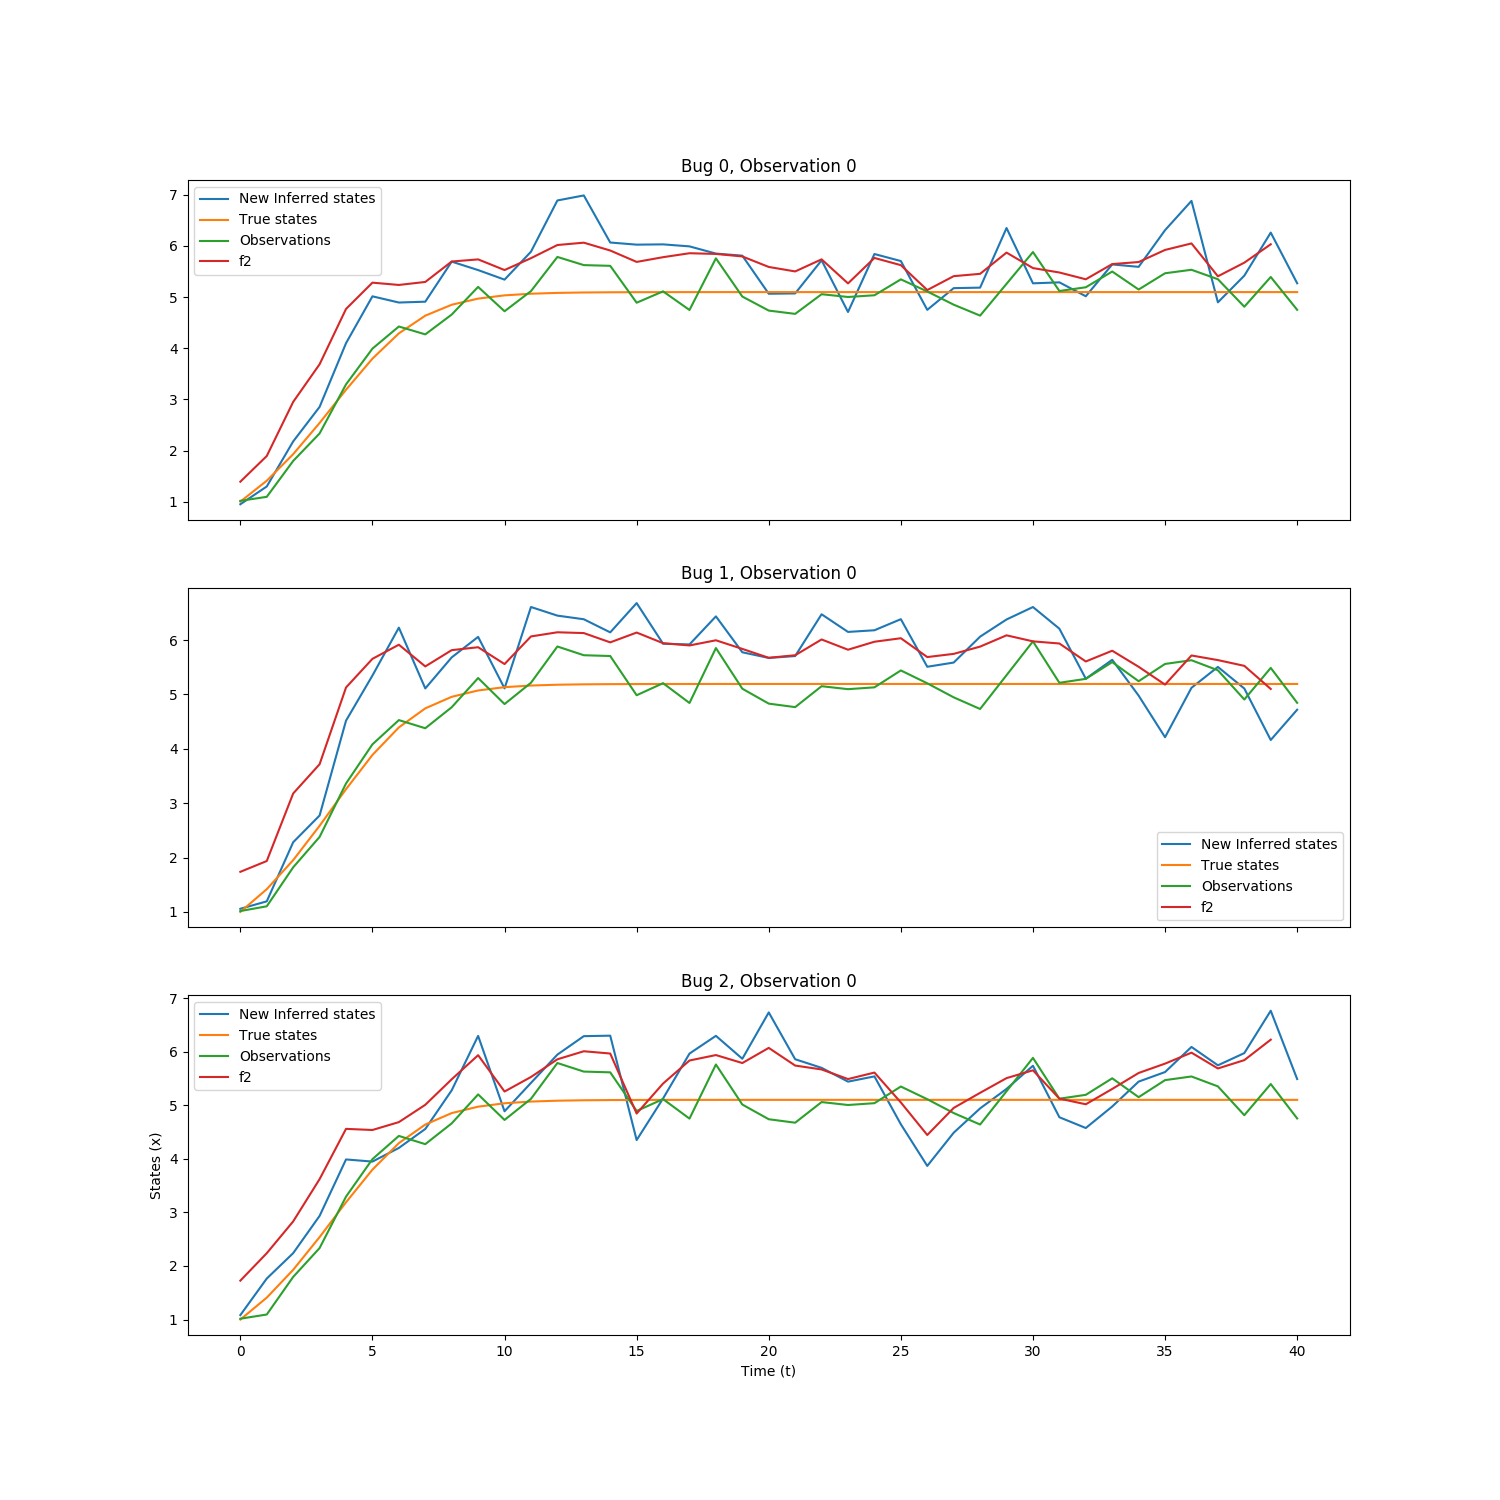 Bug 0, Observation 0
7
6
5
4
3
2
1
New Inferred states
True states
Observations
f2
Bug 1, Observation 0
6
5
4
3
2
1
New Inferred states
True states
Observations
f2
Bug 2, Observation 0
7
6
5
4
3
2
1
States (x)
New Inferred states
True states
Observations
f2
0 5 10 15 20 25 30 35 40
Time (t)